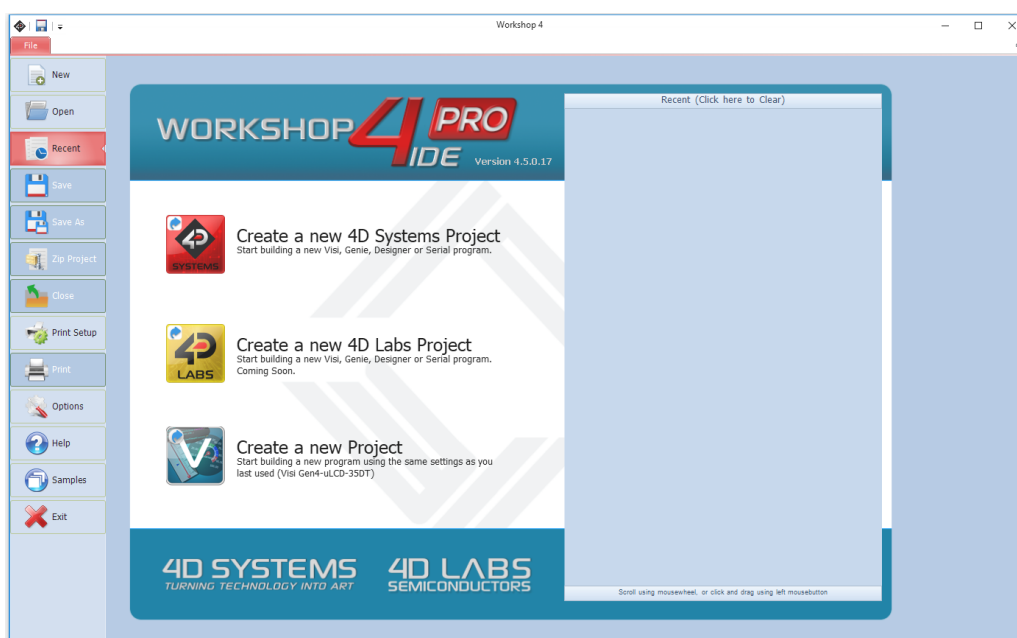 Workshop 4
File
New
Open
Recent
Save
Save As
Zip Project
Close
Print Setup
Print
Options
Help
Samples
Exit
WORKSHOP 4 PRO
IDE Version 4.5.0.17
4D
SYSTEMS
Create a new 4D Systems Project
Start building a new Visi, Genie, Designer or Serial program.
4D
LABS
Create a new 4D Labs Project
Start building a new Visi, Genie, Designer or Serial program.
Coming Soon.
V
Create a new Project
Start building a new program using the same settings as you
last used (Visi Gen4-uLCD-35DT)
4D SYSTEMS
TURNING TECHNOLOGY INTO ART
4D LABS
SEMICONDUCTORS
Recent (Click here to Clear)
Scroll using mousewheel, or click and drag using left mousebutton